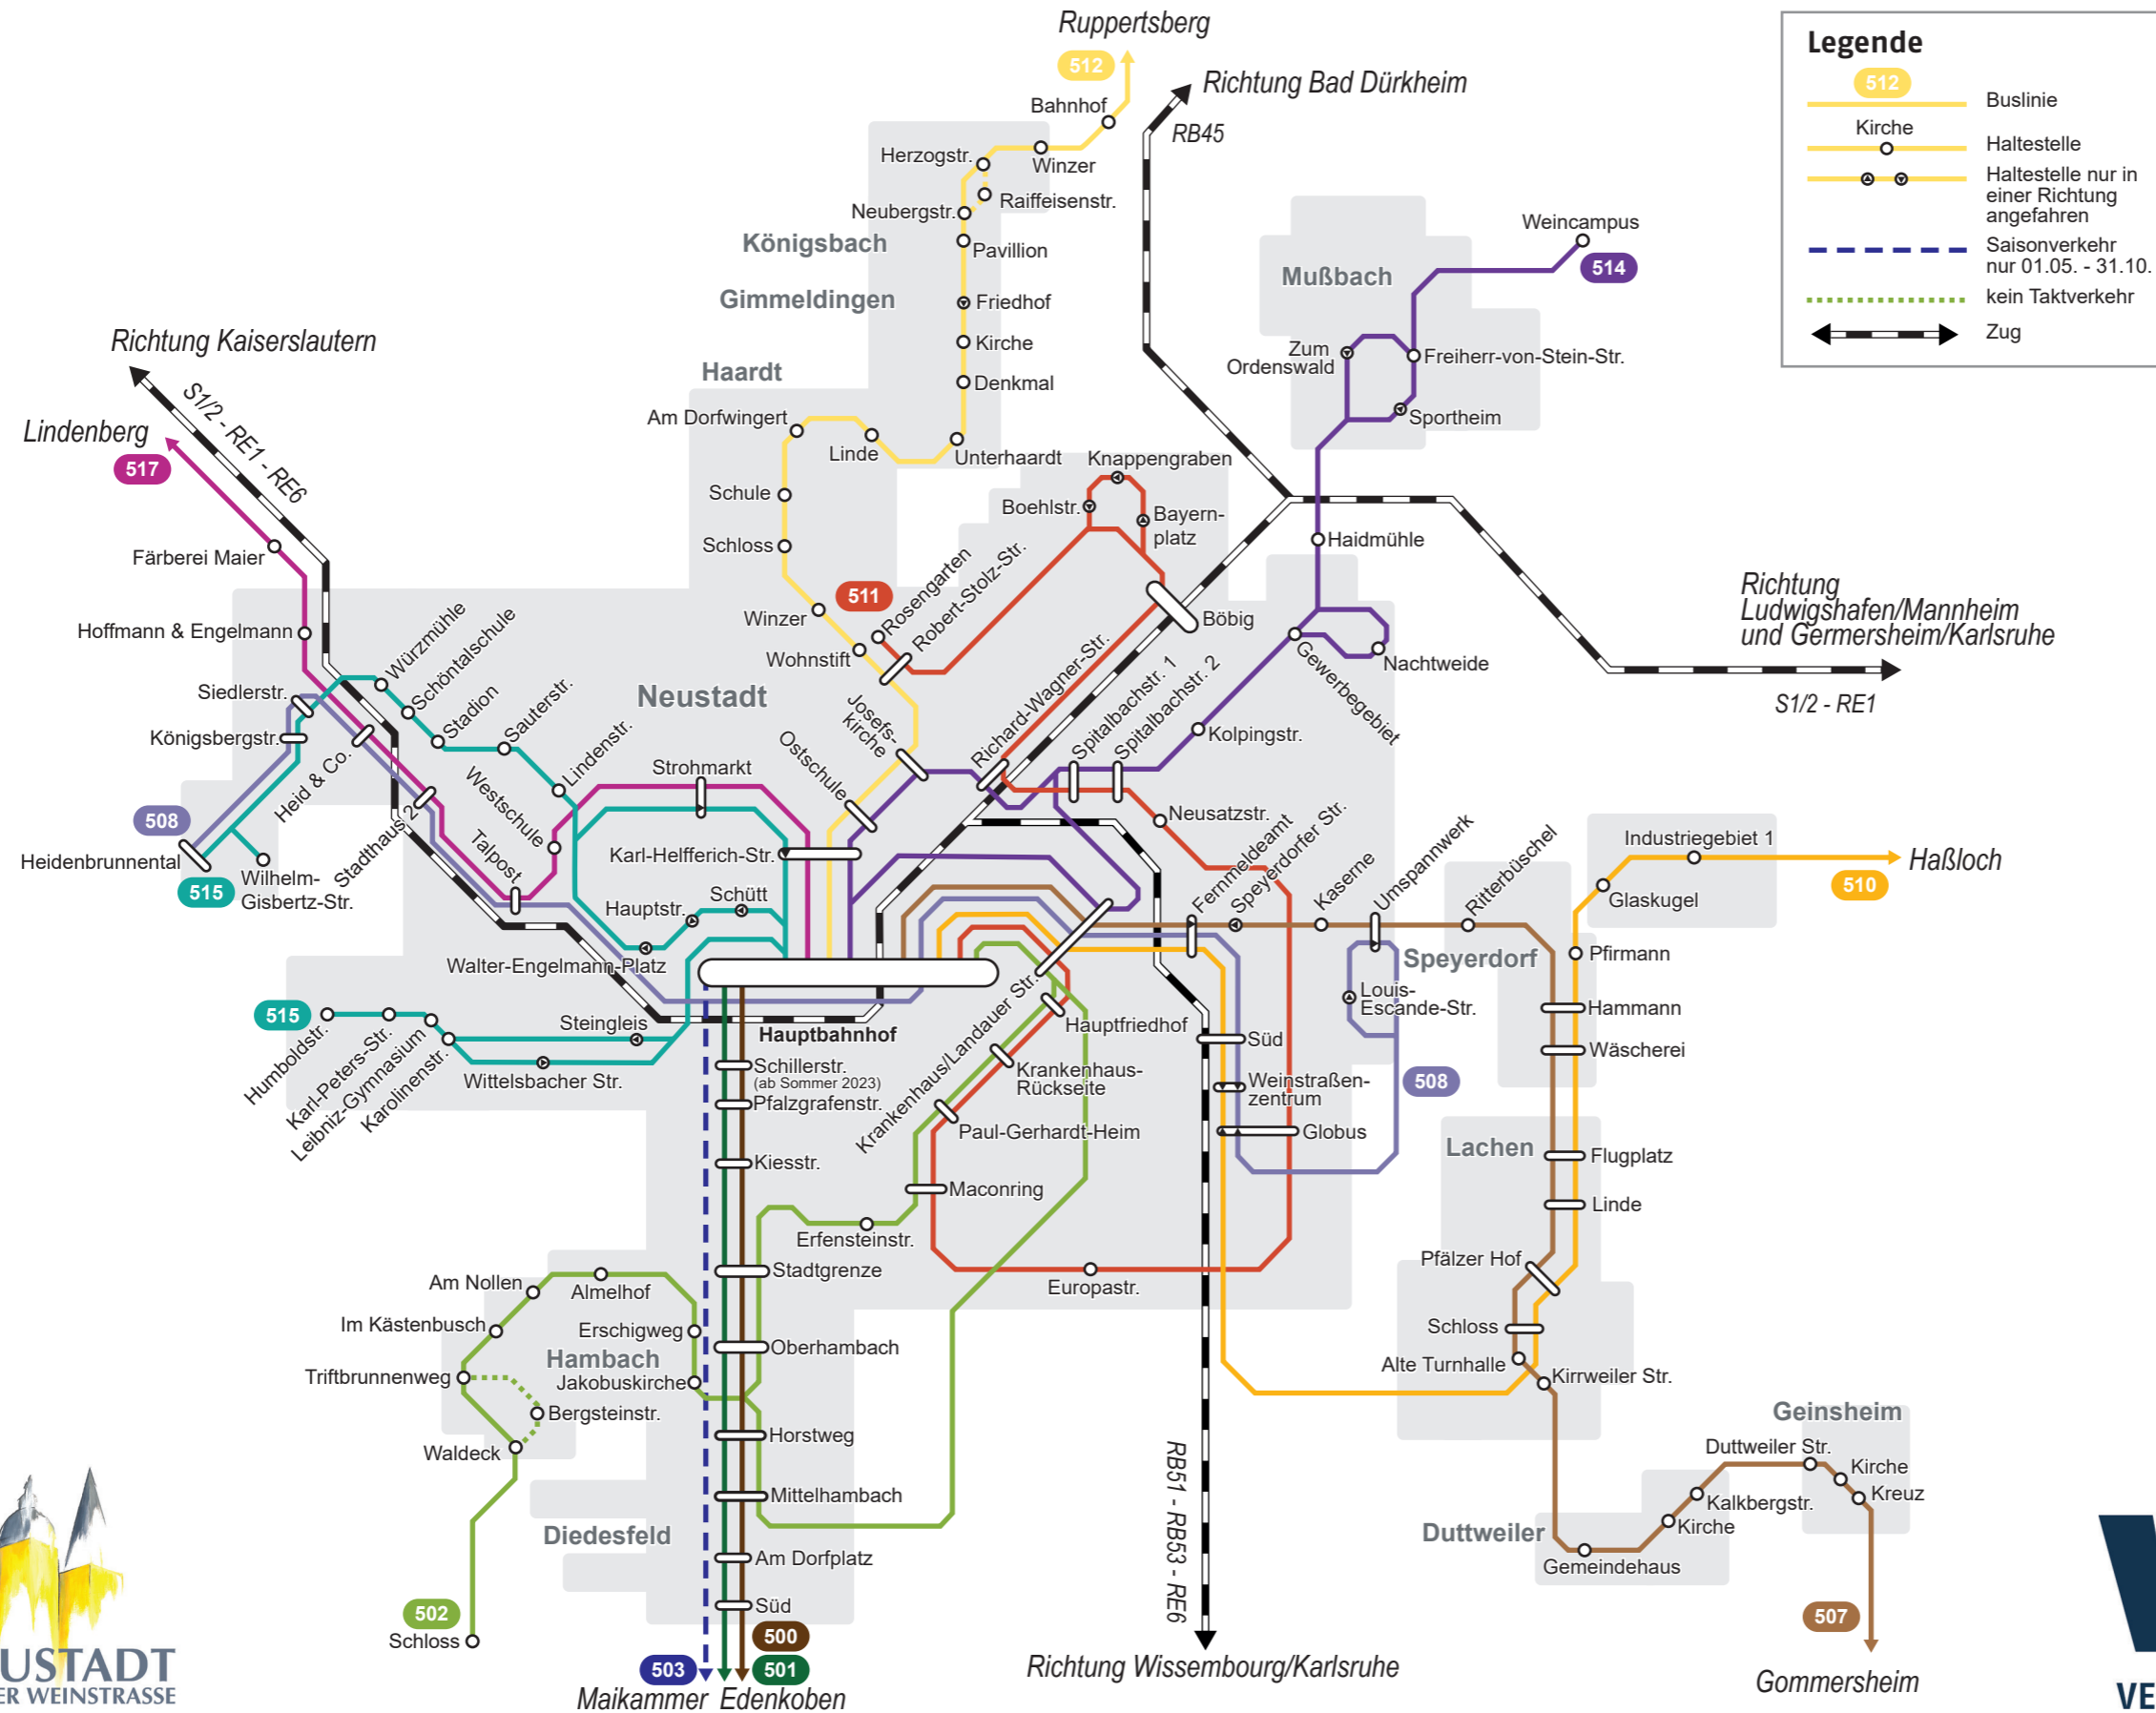 Ruppertsberg
512
Bahnhof
Richtung Bad Dürkheim
RB45
Herzogstr.
Winzer
Raiffeisenstr.
Neubergstr.
Königsbach
Pavillion
Gimmeldingen
Friedhof
Kirche
Haardt
Denkmal
Am Dorfwingert
Linde
Unterhaardt
Schule
Schloss
Winzer
Wohnstift
Legende
512
Buslinie
Kirche
Haltestelle
Haltestelle nur in
einer Richtung
angefahren
Saisonverkehr
nur 01.05. - 31.10.
kein Taktverkehr
Zug
Weincampus
514
Mußbach
Zum
Ordenswald
Freiherr-von-Stein-Str.
Sportheim
Haidmühle
Gewerbegebiet
Nachtweide
Kolpingstr.
Richtung
Ludwigshafen/Mannheim
und Germersheim/Karlsruhe
S1/2 - RE1
Richtung Kaiserslautern
S1/2 - RE1 - RE6
Lindenberg
517
Färberei Maier
Hoffmann & Engelmann
Siedlerstr.
Königsbergstr.
Heid & Co.
Stadthaus 2
508
Heidenbrunnental
515
Wilhelm-
Gisbertz-Str.
Würzmühle
Schöntalschule
Stadion
Sauterstr.
Lindenstr.
Westschule
Talpost
Neustadt
Strohmarkt
Karl-Helfferich-Str.
Schütt
Hauptstr.
Walter-Engelmann-Platz
Ostschule
Josefs-
kirche
511
Rosengarten
Robert-Stolz-Str.
Knappengraben
Boehlstr.
Bayern-
platz
Böbig
Richard-Wagner-Str.
Spitalbachstr. 1
Spitalbachstr. 2
Neusatzstr.
Fernmeldeamt
Speyerdorfer Str.
Kaserne
Umspannwerk
Ritterbüschel
Industriegebiet 1
Glaskugel
Haßloch
510
Pfirmann
Speyerdorf
Hammann
Wäscherei
Louis-
Escande-Str.
508
515
Humboldtstr.
Karl-Peters-Str.
Leibniz-Gymnasium
Karolinenstr.
Steingleis
Wittelsbacher Str.
Hauptbahnhof
Schillerstr.
(ab Sommer 2023)
Pfalzgrafenstr.
Kiesstr.
Krankenhaus/Landauer Str.
Hauptfriedhof
Krankenhaus-
Rückseite
Paul-Gerhardt-Heim
Maconring
Erfensteinstr.
Europastr.
Süd
Weinstraßen-
zentrum
Globus
Lachen
Flugplatz
Linde
Pfälzer Hof
Schloss
Alte Turnhalle
Kirrweiler Str.
Stadtgrenze
Oberhambach
Horstweg
Mittelhambach
Am Dorfplatz
Süd
Am Nollen
Almelhof
Im Kästenbusch
Erschigweg
Hambach
Jakobuskirche
Triftbrunnenweg
Bergsteinstr.
Waldeck
Diedesfeld
502
Schloss
503
500
501
Maikammer
Edenkoben
RB51 - RB53 - RE6
Richtung Wissembourg/Karlsruhe
Geinsheim
Duttweiler Str.
Kirche
Kreuz
Kalkbergstr.
Kirche
Duttweiler
Gemeindehaus
507
Gommersheim
USTADT
ER WEINSTRASSE
VE